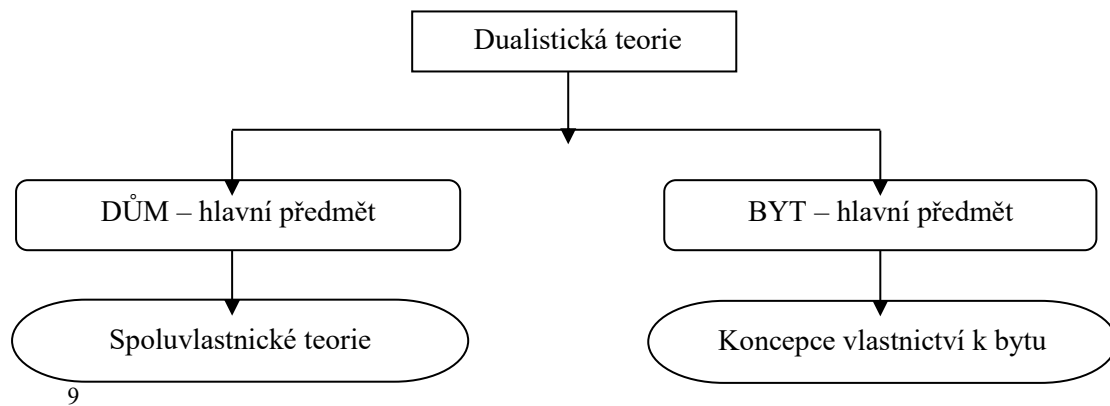 Dualistická teorie
DŮM – hlavní předmět
BYT – hlavní předmět
Spoluvlastnické teorie
Koncepce vlastnictví k bytu
9